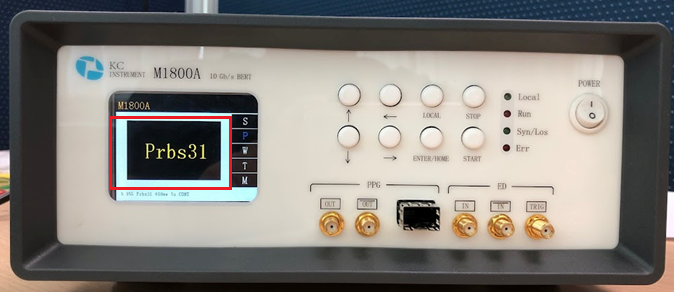 KC
INSTRUMENT M1800A 10 Gb/s BERT
POWER
M1800A
S
P
W
T
M
Prbs31
↑ ← LOCAL STOP
↓ → ENTER/HOME START
Local
Run
Syn/Los
Err
PPG ED
OUT OUT IN IN TRIG